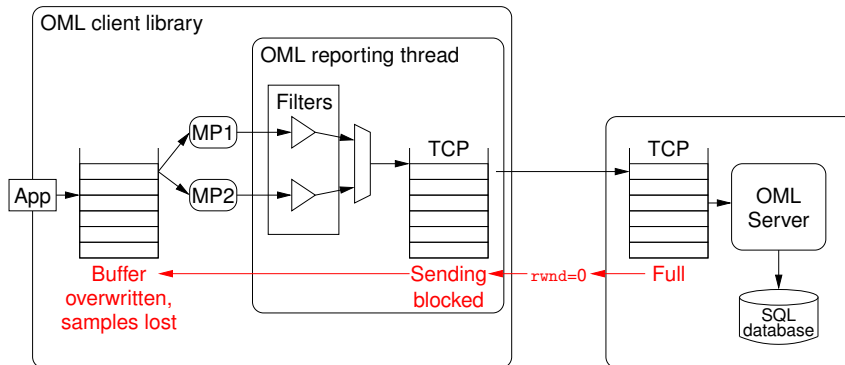 OML client library
OML reporting thread
Filters
MP1
TCP
TCP
App
MP2
OML
Server
Buffer
overwritten,
samples lost
Sending
blocked
rwnd=0
Full
SQL
database